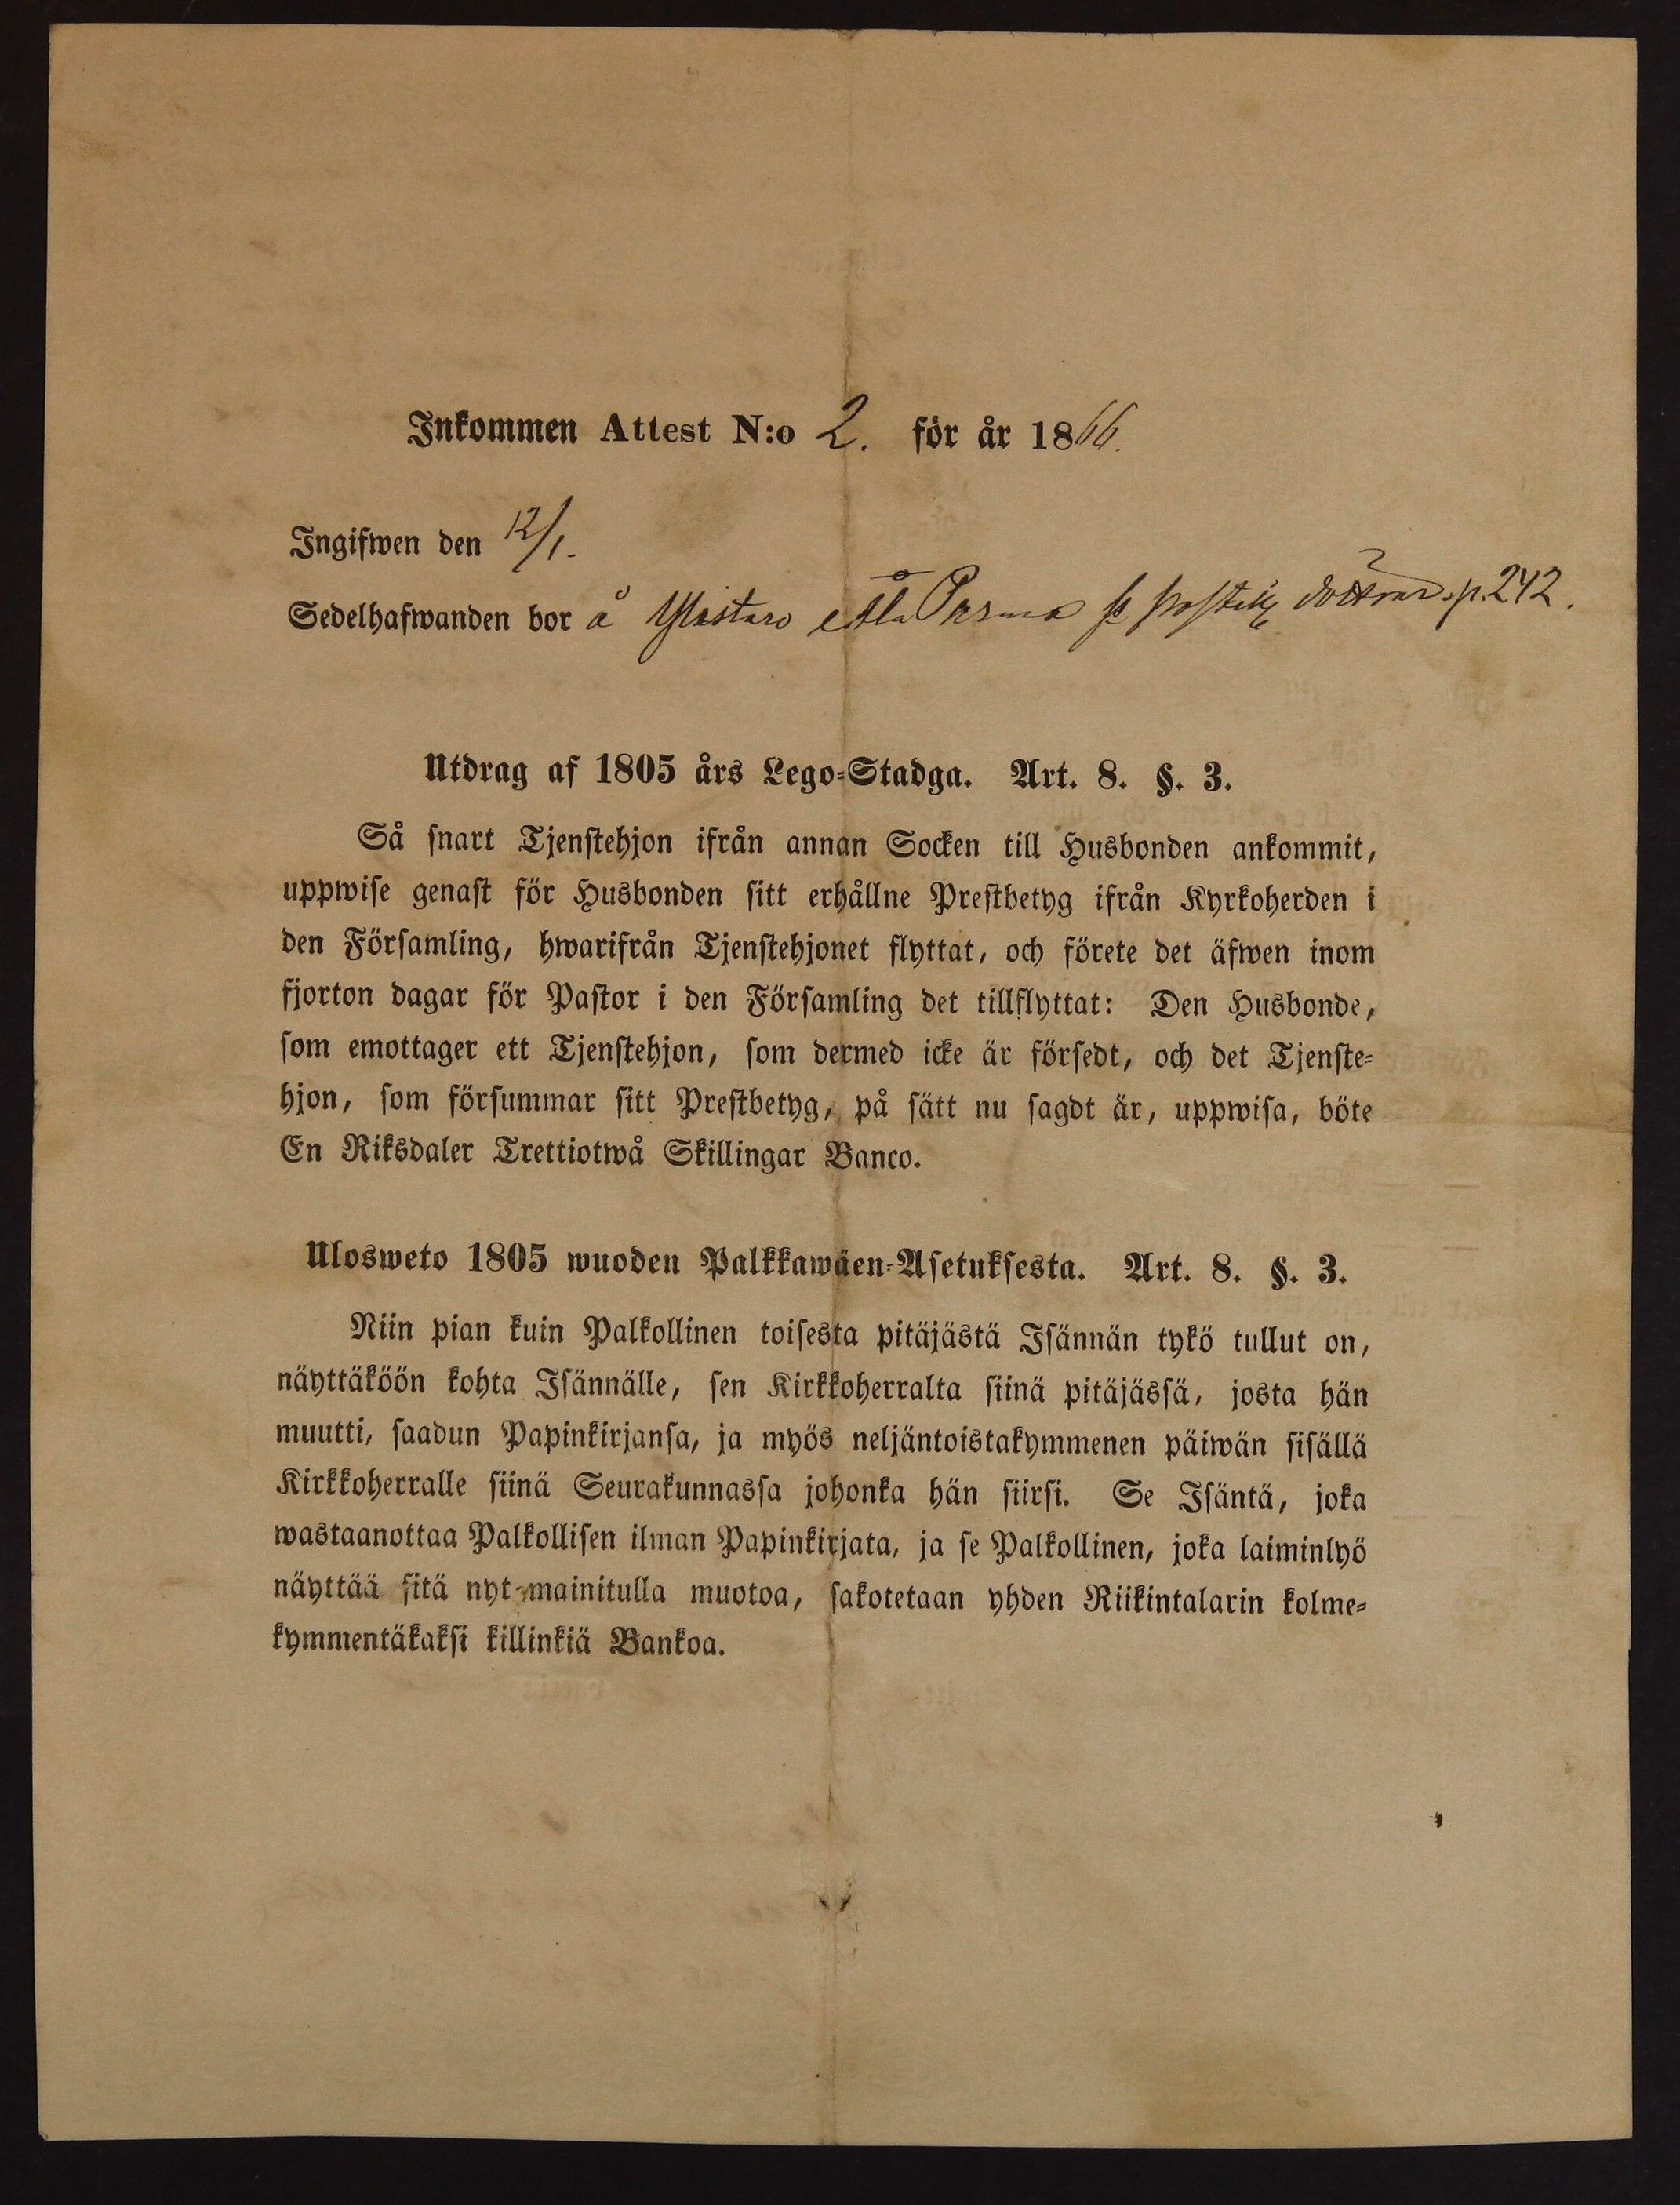 Inkommen Attest N:o 2. för år 1866.
Ingifwen den 12/1.
Sedelhafwanden bor å p. 242.
Utdrag af 1805 års Lego-Stadga. Art. 8. §. 3.
Så snart Tjenstehjon ifrån annan Socken till Husbonden ankommit,
uppwise genast för Husbonden sitt erhållne Prestbetyg ifrån Kyrkoherden i
den Församling, hwarifrån Tjenstehjonet flyttat, och förete det äfwen inom
fjorton dagar för Pastor i den Församling det tillflyttat: Den Husbonde,
som emottager ett Tjenstehjon, som dermed icke är försedt, och det Tjenste-
hjon, som försummar sitt Prestbetyg, på sätt nu sagdt är, uppwisa, böte
En Riksdaler Trettiotwå Skillingar Banco.
Ulosweto 1805 wuoden Palkkawäen-Asetuksesta. Art. 8. §. 3.
Niin pian kuin Palkollinen toisesta pitäjästä Isännän tykö tullut on,
näyttäköön kohta Isännälle, sen Kirkkoherralta siinä pitäjässä, josta hän
muutti, saadun Papinkirjansa, ja myös neljäntoistakymmenen päiwän sisällä
Kirkkoherralle siinä Seurakunnassa johonka hän siirsi. Se Isäntä, joka
wastaanottaa Palkollisen ilman Papinkirjata, ja se Palkollinen, joka laiminlyö
näyttää sitä nyt-mainitulla muotoa, sakotetaan yhden Riikintalarin kolme-
kymmentäkaksi killinkiä Bankoa.